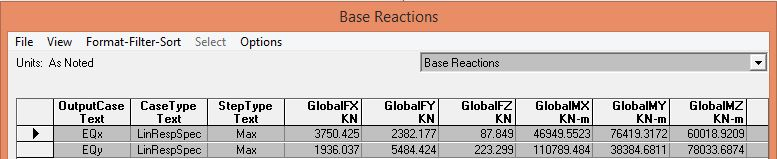 Base Reactions
File View Format-Filter-Sort Select Options
Units: As Noted
Base Reactions
OutputCase CaseType StepType GlobalFX GlobalFY GlobalFZ GlobalMX GlobalMY GlobalMZ
Text Text Text KN KN KN KN-m KN-m KN-m
EQx LinRespSpec Max 3750.425 2382.177 87.849 46949.5523 76419.3172 60018.9209
EQy LinRespSpec Max 1936.037 5484.424 223.299 110789.484 38384.6811 78033.6874